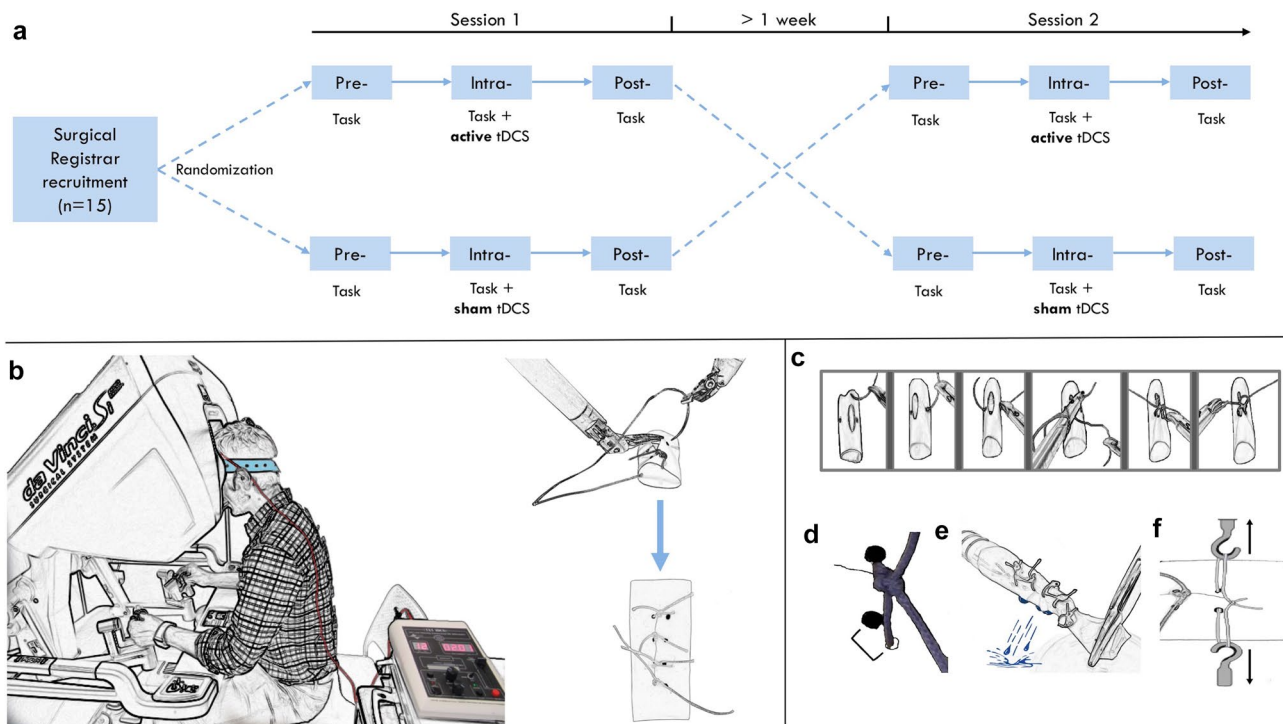 a
Session 1
> 1 week
Session 2
Pre-
Intra-
Post-
Pre-
Intra-
Post-
Task
Task +
active tDCS
Task
Task
Task +
active tDCS
Task
Surgical
Registrar
recruitment
(n=15)
Randomization
Pre-
Intra-
Post-
Pre-
Intra-
Post-
Task
Task +
sham tDCS
Task
Task
Task +
sham tDCS
Task
b
da Vinci Si
SURGICAL SYSTEM
c
d
e
f